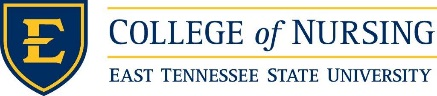 E
COLLEGE of NURSING
EAST TENNESSEE STATE UNIVERSITY